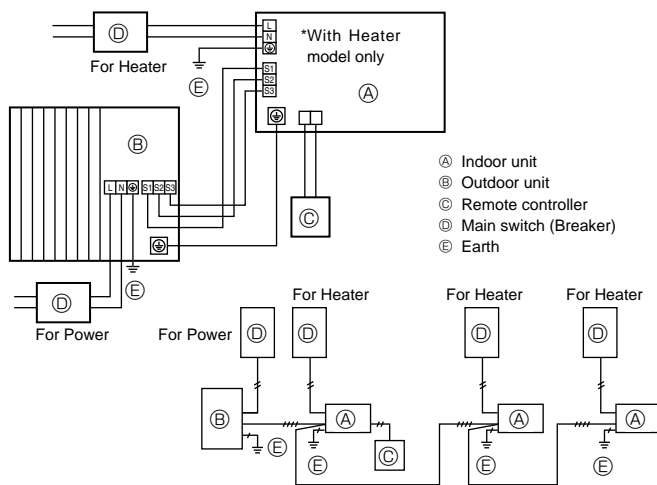 Ⓓ
For Heater
L
N
Ⓔ
*With Heater
model only
S1
S2
S3
Ⓐ
Ⓑ
L N S1 S2 S3
Ⓒ
Ⓔ
Ⓓ
For Power
Ⓐ Indoor unit
Ⓑ Outdoor unit
Ⓒ Remote controller
Ⓓ Main switch (Breaker)
Ⓔ Earth
For Heater
For Heater
For Heater
For Power
Ⓓ
Ⓓ
Ⓓ
Ⓓ
Ⓑ
Ⓐ
Ⓐ
Ⓐ
Ⓔ
Ⓔ
Ⓒ
Ⓔ
Ⓔ